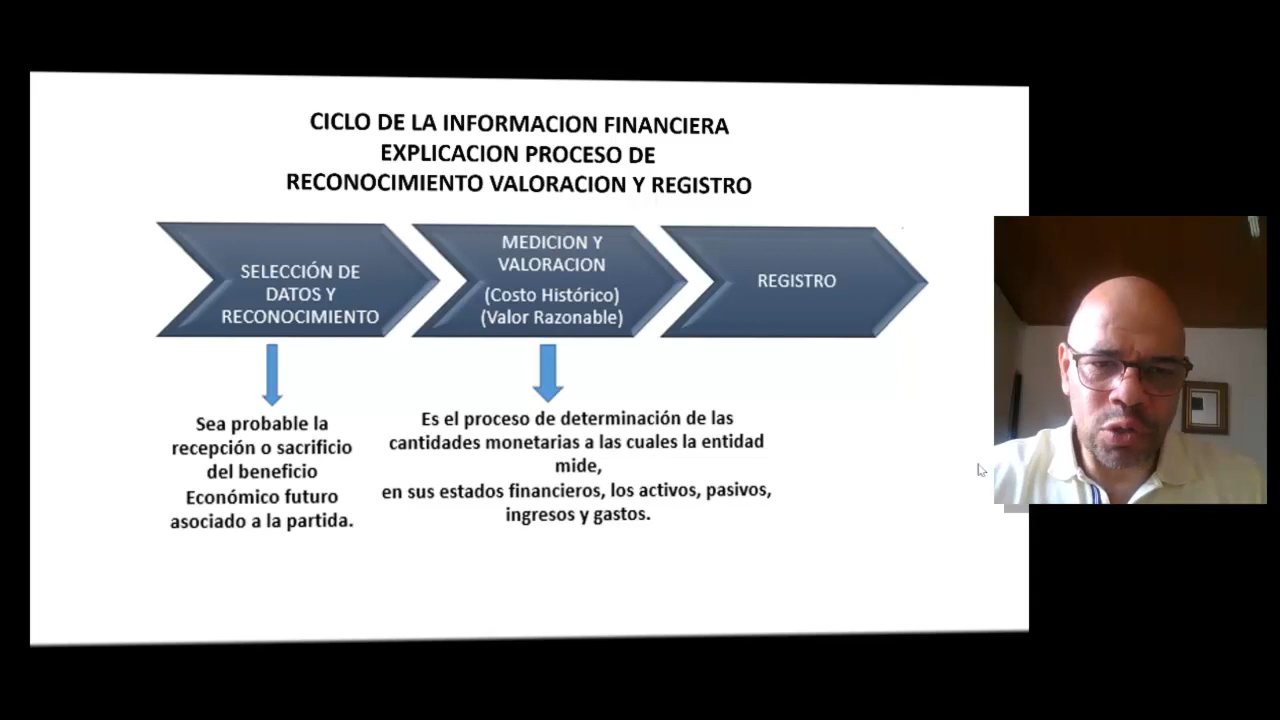 CICLO DE LA INFORMACION FINANCIERA
EXPLICACION PROCESO DE
RECONOCIMIENTO VALORACION Y REGISTRO
SELECCIÓN DE
DATOS Y
RECONOCIMIENTO
MEDICION Y
VALORACION
(Costo Histórico)
(Valor Razonable)
REGISTRO
Sea probable la
recepción o sacrificio
del beneficio
Económico futuro
asociado a la partida.
Es el proceso de determinación de las
cantidades monetarias a las cuales la entidad
mide,
en sus estados financieros, los activos, pasivos,
ingresos y gastos.